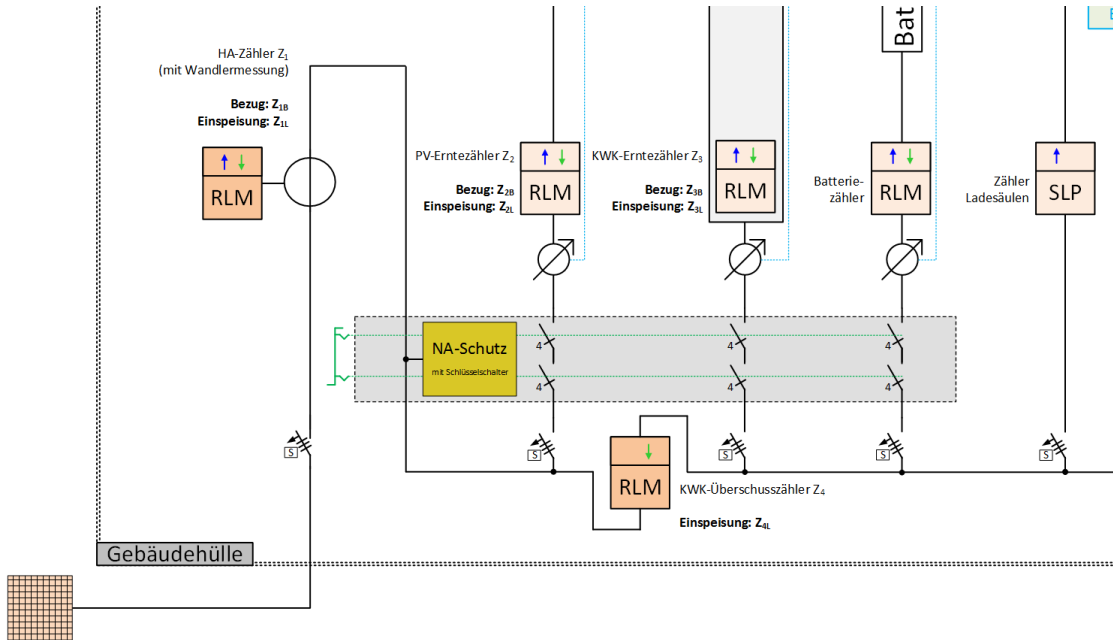 Bat
E
HA-Zähler Z₁
(mit Wandlermessung)
Bezug: Z₁B
Einspeisung: Z₁L
RLM
PV-Erntezähler Z₂
Bezug: Z₂B
Einspeisung: Z₂L
RLM
KWK-Erntezähler Z₃
Bezug: Z₃B
Einspeisung: Z₃L
RLM
Batterie-
zähler
RLM
Zähler
Ladesäulen
SLP
NA-Schutz
mit Schlüsselschalter
4
4
4
4
4
4
S
S
S
S
S
RLM
KWK-Überschusszähler Z₄
Einspeisung: Z₄L
Gebäudehülle